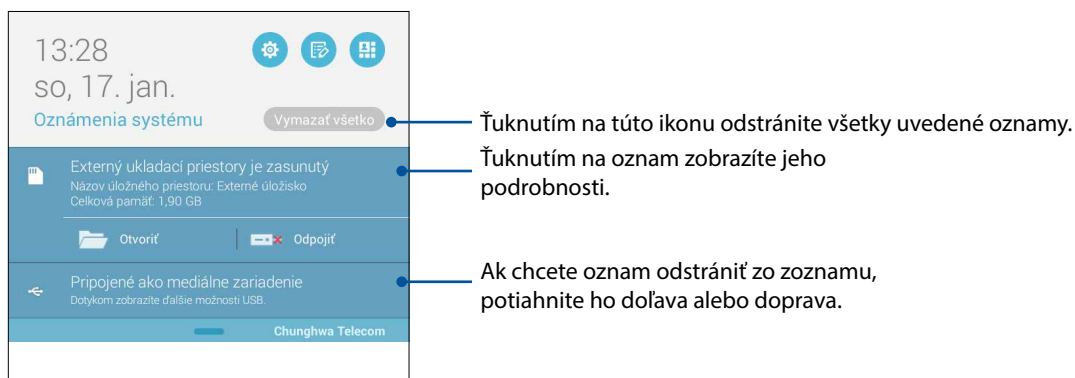 13:28
so, 17. jan.
Oznámenia systému
Vymazať všetko
Externý ukladací priestory je zasunutý
Názov úložného priestoru: Externé úložisko
Celková pamäť: 1,90 GB
Otvoriť
Odpojiť
Pripojené ako mediálne zariadenie
Dotykom zobrazíte ďalšie možnosti USB.
Chunghwa Telecom
Ťuknutím na túto ikonu odstránite všetky uvedené oznamy.
Ťuknutím na oznam zobrazíte jeho
podrobnosti.
Ak chcete oznam odstrániť zo zoznamu,
potiahnite ho doľava alebo doprava.